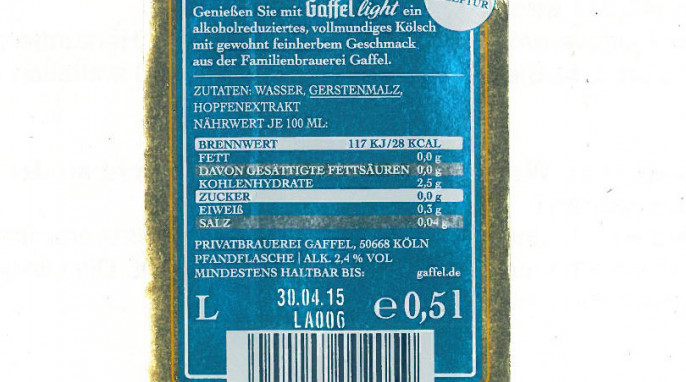 EPTUR
Genießen Sie mit Gaffel light ein
alkoholreduziertes, vollmundiges Kölsch
mit gewohnt feinherbem Geschmack
aus der Familienbrauerei Gaffel.
ZUTATEN: WASSER, GERSTENMALZ,
HOPFENEXTRAKT
NÄHRWERT JE 100 ML:
BRENNWERT 117 KJ/28 KCAL
FETT 0,0 g
DAVON GESÄTTIGTE FETTSÄUREN 0,0 g
KOHLENHYDRATE 2,5 g
ZUCKER 0,0 g
EIWEIß 0,3 g
SALZ 0,04 g
PRIVATBRAUEREI GAFFEL, 50668 KÖLN
PFANDFLASCHE | ALK. 2,4 % VOL
MINDESTENS HALTBAR BIS: gaffel.de
L 30.04.15 e 0,5 l
LA006